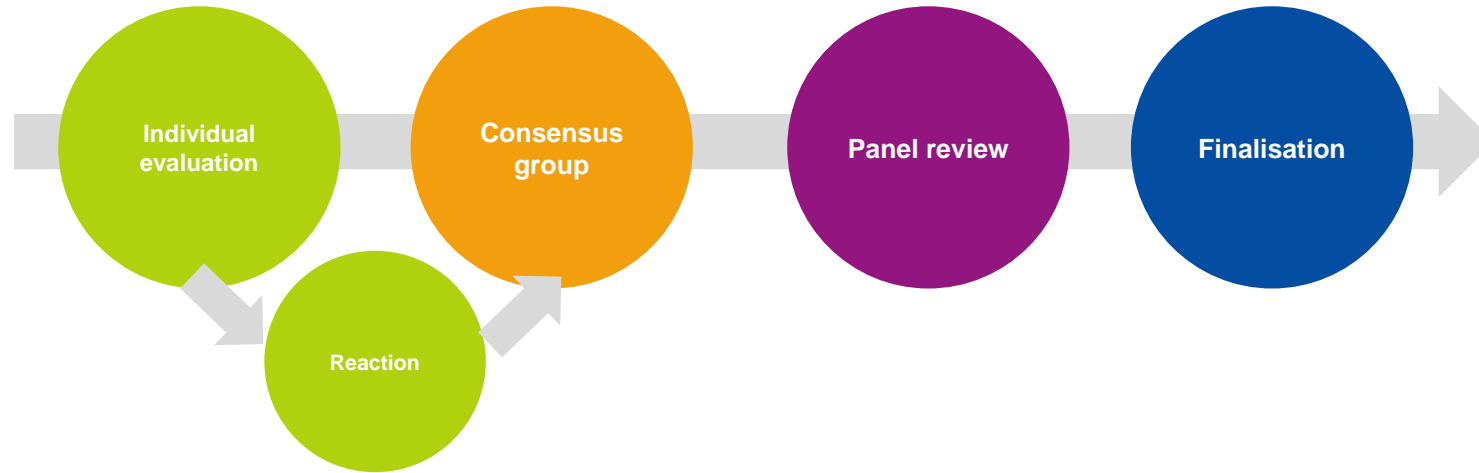 Individual
evaluation
Consensus
group
Panel review
Finalisation
Reaction